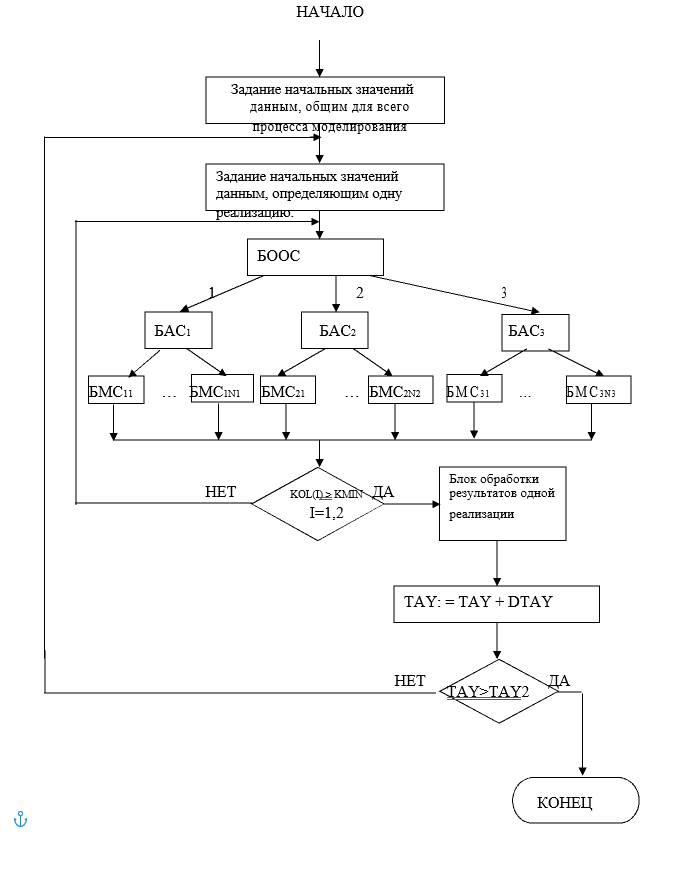 НАЧАЛО
Задание начальных значений
данным, общим для всего
процесса моделирования
Задание начальных значений
данным, определяющим одну
реализацию.
БООС
1 2 3
БАС₁ БАС₂ БАС₃
БМС₁₁ ... БМС₁N₁ БМС₂₁ ... БМС₂N₂ БМС₃₁ ... БМС₃N₃
НЕТ KOL(I) ≥ KMIN ДА
I=1,2
Блок обработки
результатов одной
реализации
TAY: = TAY + DTAY
НЕТ TAY>TAY2 ДА
КОНЕЦ